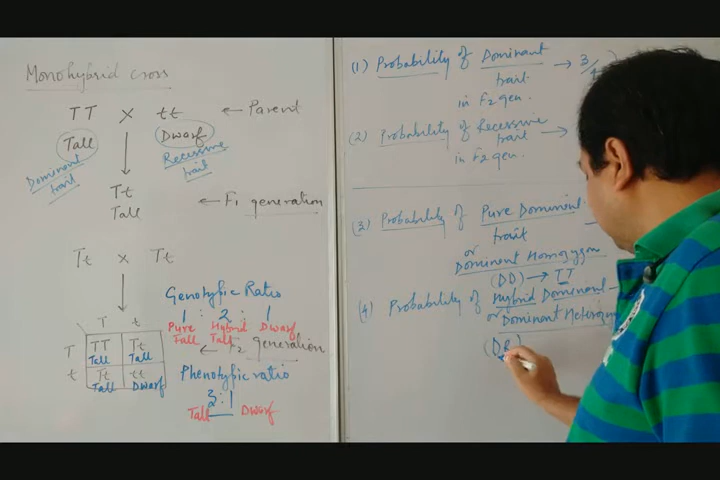 Monohybrid cross
TT × tt ← Parent
Tall Dwarf
Dominant trait
Recessive trait
Tt
Tall
← F1 generation
Tt × Tt
T t
T TT Tt
Tall Tall
t Tt tt
Tall Dwarf
Genotypic Ratio
1 : 2 : 1
Pure Hybrid Dwarf
Tall Tall
← F2 generation
Phenotypic ratio
3:1
Tall Dwarf
(1) Probability of Dominant → 3/4
trait
in F2 gen.
(2) Probability of Recessive →
trait
in F2 gen.
(3) Probability of Pure Dominant
trait
or
Dominant Homozygous
(DD) → TT
(4) Probability of Hybrid Dominant
or Dominant
(DR)